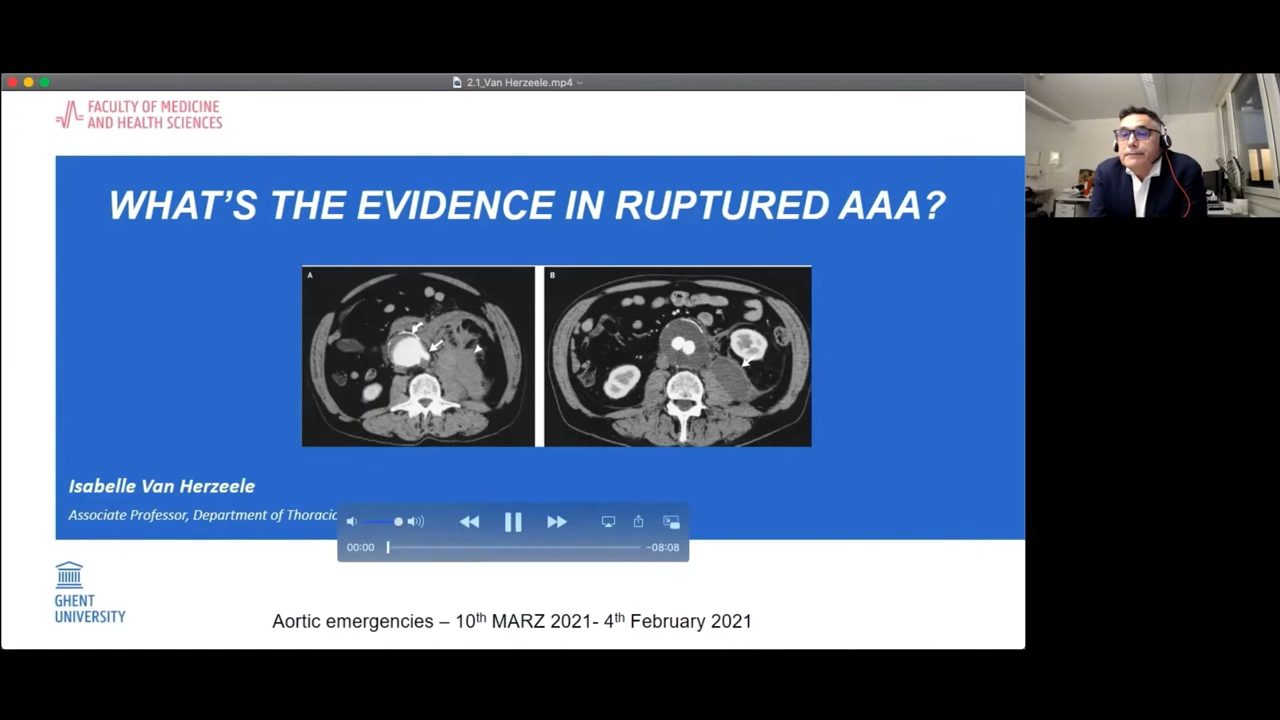 2.1_Van Herzeele.mp4
FACULTY OF MEDICINE
AND HEALTH SCIENCES
WHAT'S THE EVIDENCE IN RUPTURED AAA?
A
B
Isabelle Van Herzeele
Associate Professor, Department of Thoracic
00:00
-08:08
GHENT
UNIVERSITY
Aortic emergencies – 10th MARZ 2021- 4th February 2021